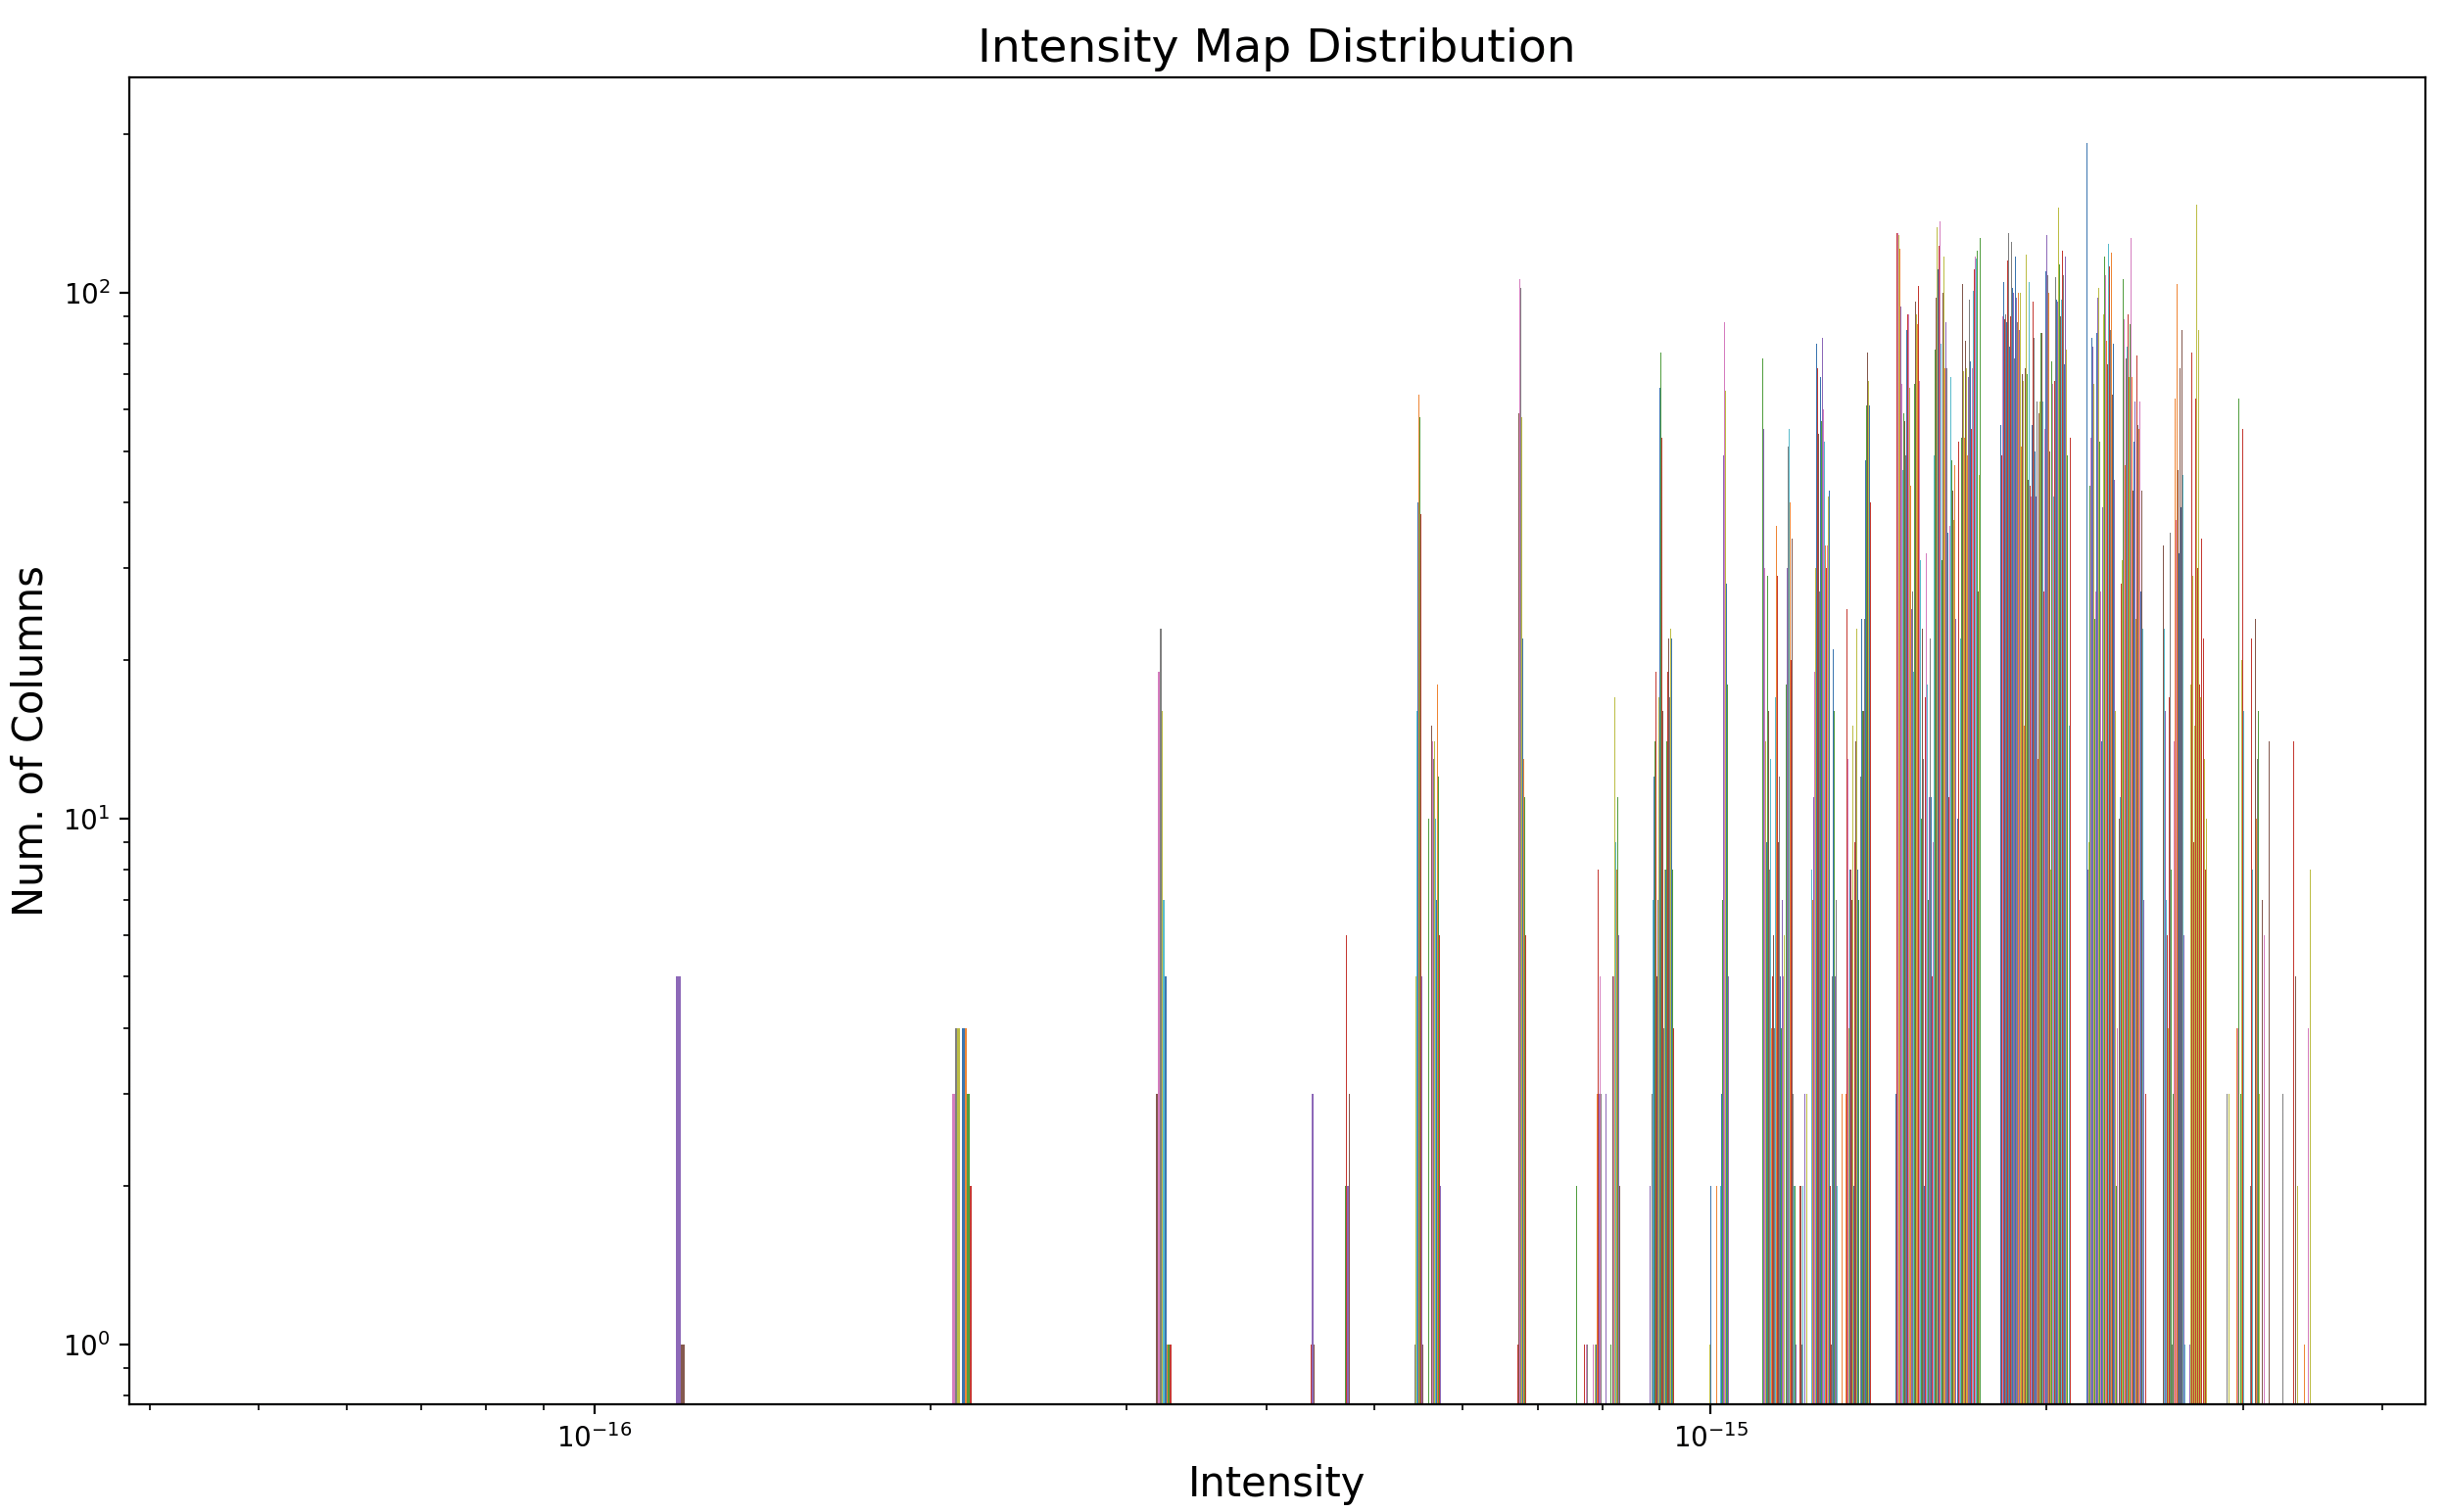 Intensity Map Distribution
Num. of Columns
10²
10¹
10⁰
10⁻¹⁶
10⁻¹⁵
Intensity